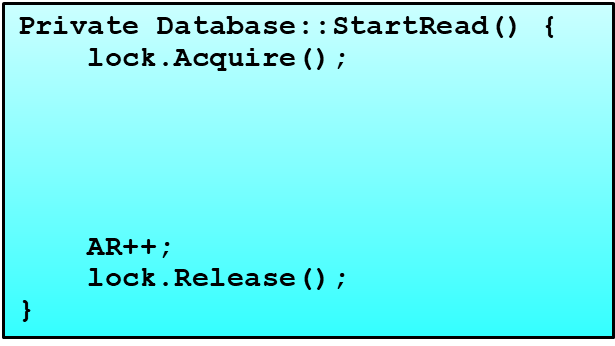 Private Database::StartRead() {
    lock.Acquire();
    AR++;
    lock.Release();
}